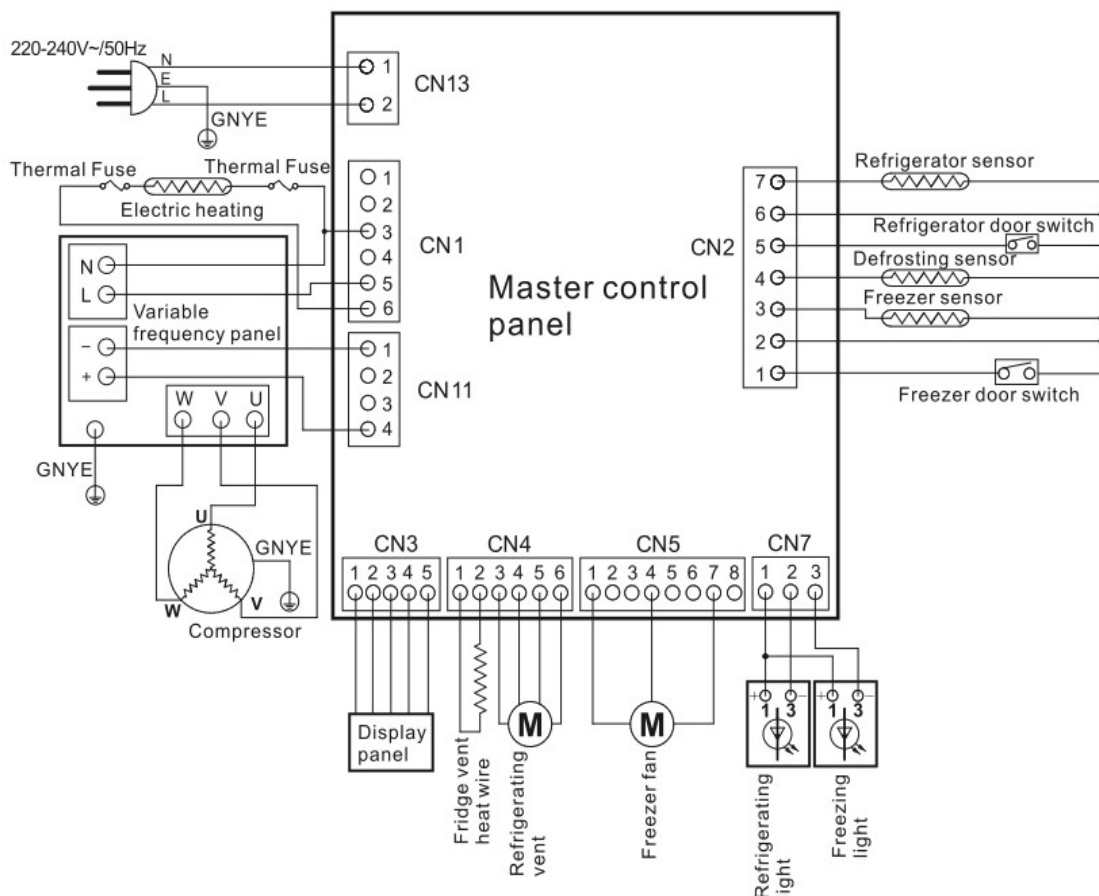 220-240V~/50Hz
N
E
L
GNYE
1
2
CN13
Thermal Fuse
Thermal Fuse
Electric heating
1
2
3
4
5
6
CN1
N
L
Variable
frequency panel
−
+
W V U
GNYE
1
2
3
4
CN11
Master control
panel
CN2
7
6
5
4
3
2
1
Refrigerator sensor
Refrigerator door switch
Defrosting sensor
Freezer sensor
Freezer door switch
U
GNYE
W
V
Compressor
CN3
1 2 3 4 5
CN4
1 2 3 4 5 6
CN5
1 2 3 4 5 6 7 8
CN7
1 2 3
Display
panel
Fridge vent
heat wire
M
Refrigerating
vent
M
Freezer fan
+ −
1 3
+ −
1 3
Refrigerating
light
Freezing
light